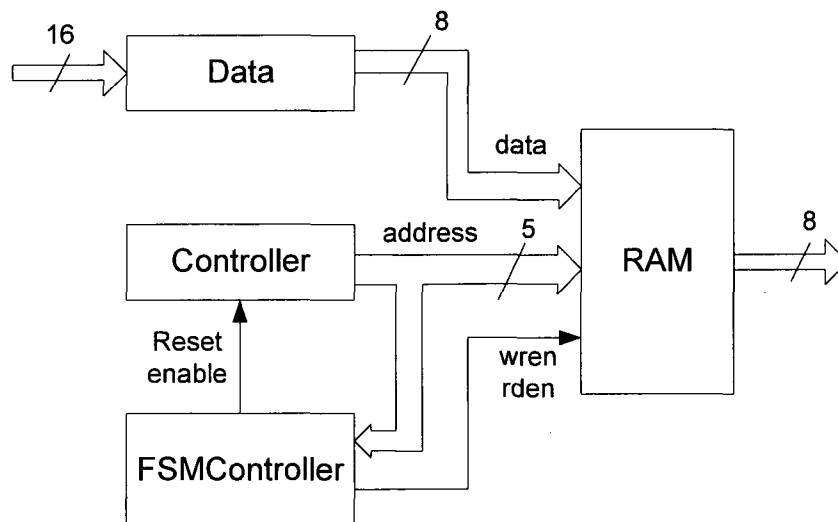 16
8
Data
data
address
5
8
Controller
RAM
Reset
enable
wren
rden
FSMController